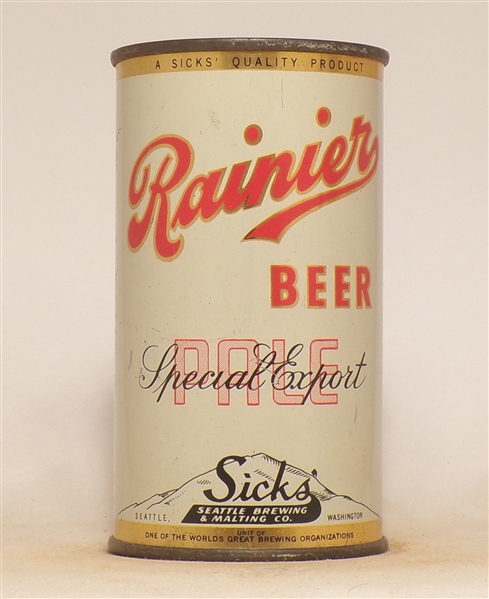 A SICKS' QUALITY PRODUCT
Rainier
BEER
PALE
Special Export
Sicks'
SEATTLE BREWING
& MALTING CO.
SEATTLE, WASHINGTON
UNIT OF
ONE OF THE WORLDS GREAT BREWING ORGANIZATIONS